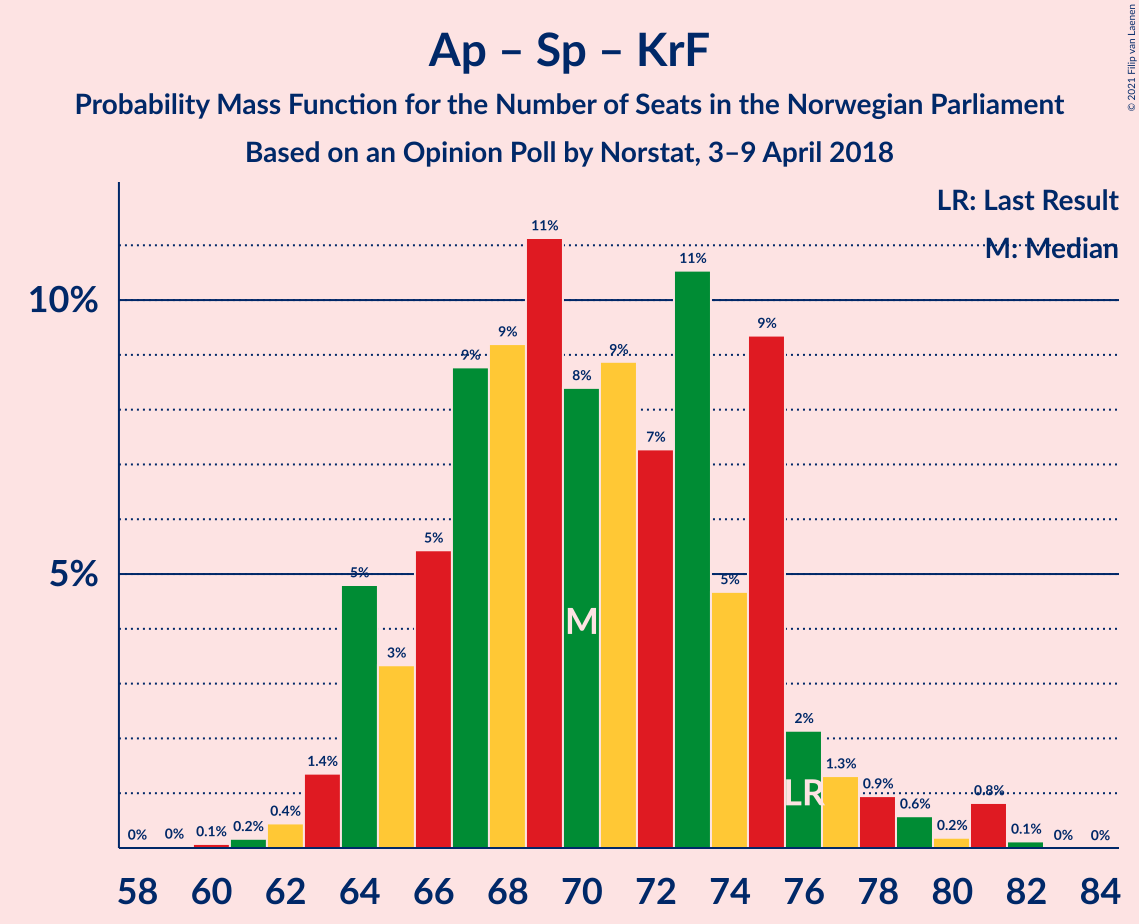 © 2021 Filip van Laenen
Ap – Sp – KrF
Probability Mass Function for the Number of Seats in the Norwegian Parliament
Based on an Opinion Poll by Norstat, 3–9 April 2018
LR: Last Result
M: Median
10%
5%
0% 0% 0.1% 0.2% 0.4% 1.4% 5% 3% 5% 9% 9% 11% 8% 9% 7% 11% 5% 9% 2% 1.3% 0.9% 0.6% 0.2% 0.8% 0.1% 0% 0%
M
LR
58 60 62 64 66 68 70 72 74 76 78 80 82 84